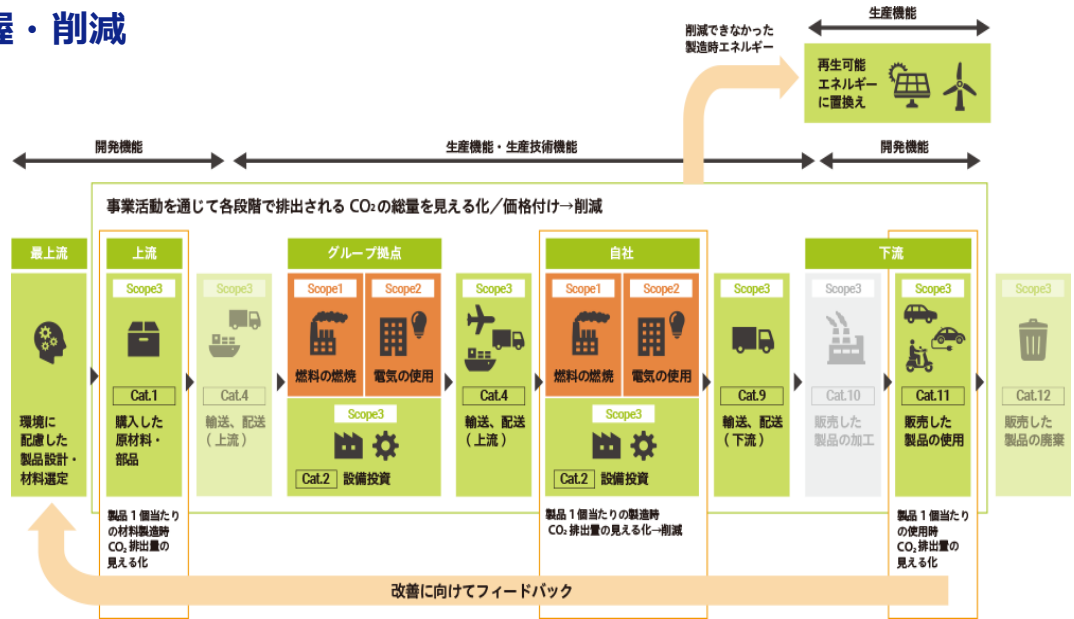 ・削減
削減できなかった
製造時エネルギー
生産機能
再生可能
エネルギー
に置換え
開発機能
生産機能・生産技術機能
開発機能
事業活動を通じて各段階で排出される CO₂の総量を見える化／価格付け→削減
最上流
環境に
配慮した
製品設計・
材料選定
上流
Scope3
Cat.1
購入した
原材料・
部品
Scope3
Cat.4
輸送、配送
( 上流 )
グループ拠点
Scope1
燃料の燃焼
Scope2
電気の使用
Scope3
Cat.2 設備投資
Scope3
Cat.4
輸送、配送
( 上流 )
自社
Scope1
燃料の燃焼
Scope2
電気の使用
Scope3
Cat.2 設備投資
Scope3
Cat.9
輸送、配送
( 下流 )
下流
Scope3
Cat.10
販売した
製品の加工
Scope3
Cat.11
販売した
製品の使用
Scope3
Cat.12
販売した
製品の廃棄
製品 1 個当たり
の材料製造時
CO₂ 排出量の
見える化
製品 1 個当たりの製造時
CO₂ 排出量の見える化→削減
製品 1 個当たり
の使用時
CO₂ 排出量の
見える化
改善に向けてフィードバック